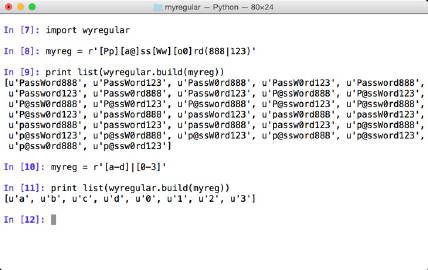 myregular — Python — 80×24
In [7]: import wyregular
In [8]: myreg = r'[Pp][a@]ss[Ww][o0]rd(888|123)'
In [9]: print list(wyregular.build(myreg))
[u'PassWord888', u'PassWord123', u'PassW0rd888', u'PassW0rd123', u'Password888',
u'Password123', u'Passw0rd888', u'Passw0rd123', u'P@ssWord888', u'P@ssWord123',
u'P@ssW0rd888', u'P@ssW0rd123', u'P@ssword888', u'P@ssword123', u'P@ssw0rd888',
u'P@ssw0rd123', u'passWord888', u'passWord123', u'passW0rd888', u'passW0rd123',
u'password888', u'password123', u'passw0rd888', u'passw0rd123', u'p@ssWord888',
u'p@ssWord123', u'p@ssW0rd888', u'p@ssW0rd123', u'p@ssword888', u'p@ssword123',
u'p@ssw0rd888', u'p@ssw0rd123']
In [10]: myreg = r'[a-d]|[0-3]'
In [11]: print list(wyregular.build(myreg))
[u'a', u'b', u'c', u'd', u'0', u'1', u'2', u'3']
In [12]: